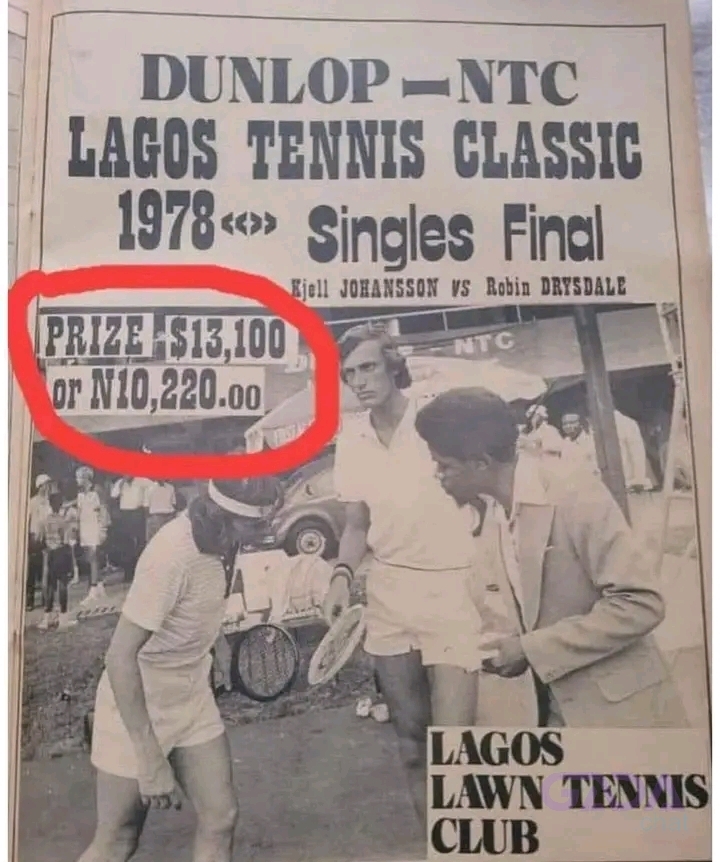 DUNLOP – NTC
LAGOS TENNIS CLASSIC
1978 «‹›» Singles Final
Kjell JOHANSSON VS Robin DRYSDALE
PRIZE $13,100
or N10,220.00
NTC
LAGOS
LAWN TENNIS
CLUB